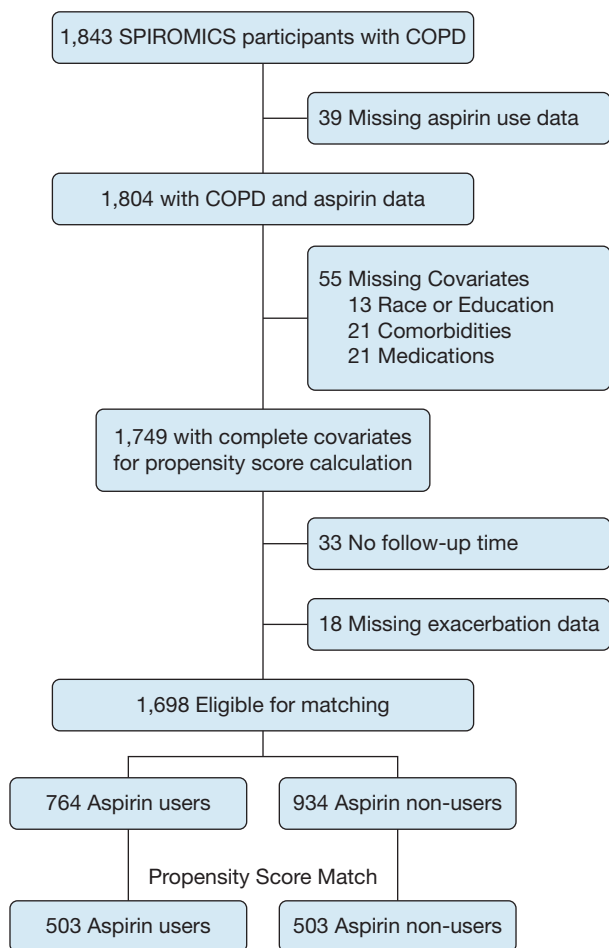 1,843 SPIROMICS participants with COPD
39 Missing aspirin use data
1,804 with COPD and aspirin data
55 Missing Covariates
13 Race or Education
21 Comorbidities
21 Medications
1,749 with complete covariates
for propensity score calculation
33 No follow-up time
18 Missing exacerbation data
1,698 Eligible for matching
764 Aspirin users
934 Aspirin non-users
Propensity Score Match
503 Aspirin users
503 Aspirin non-users